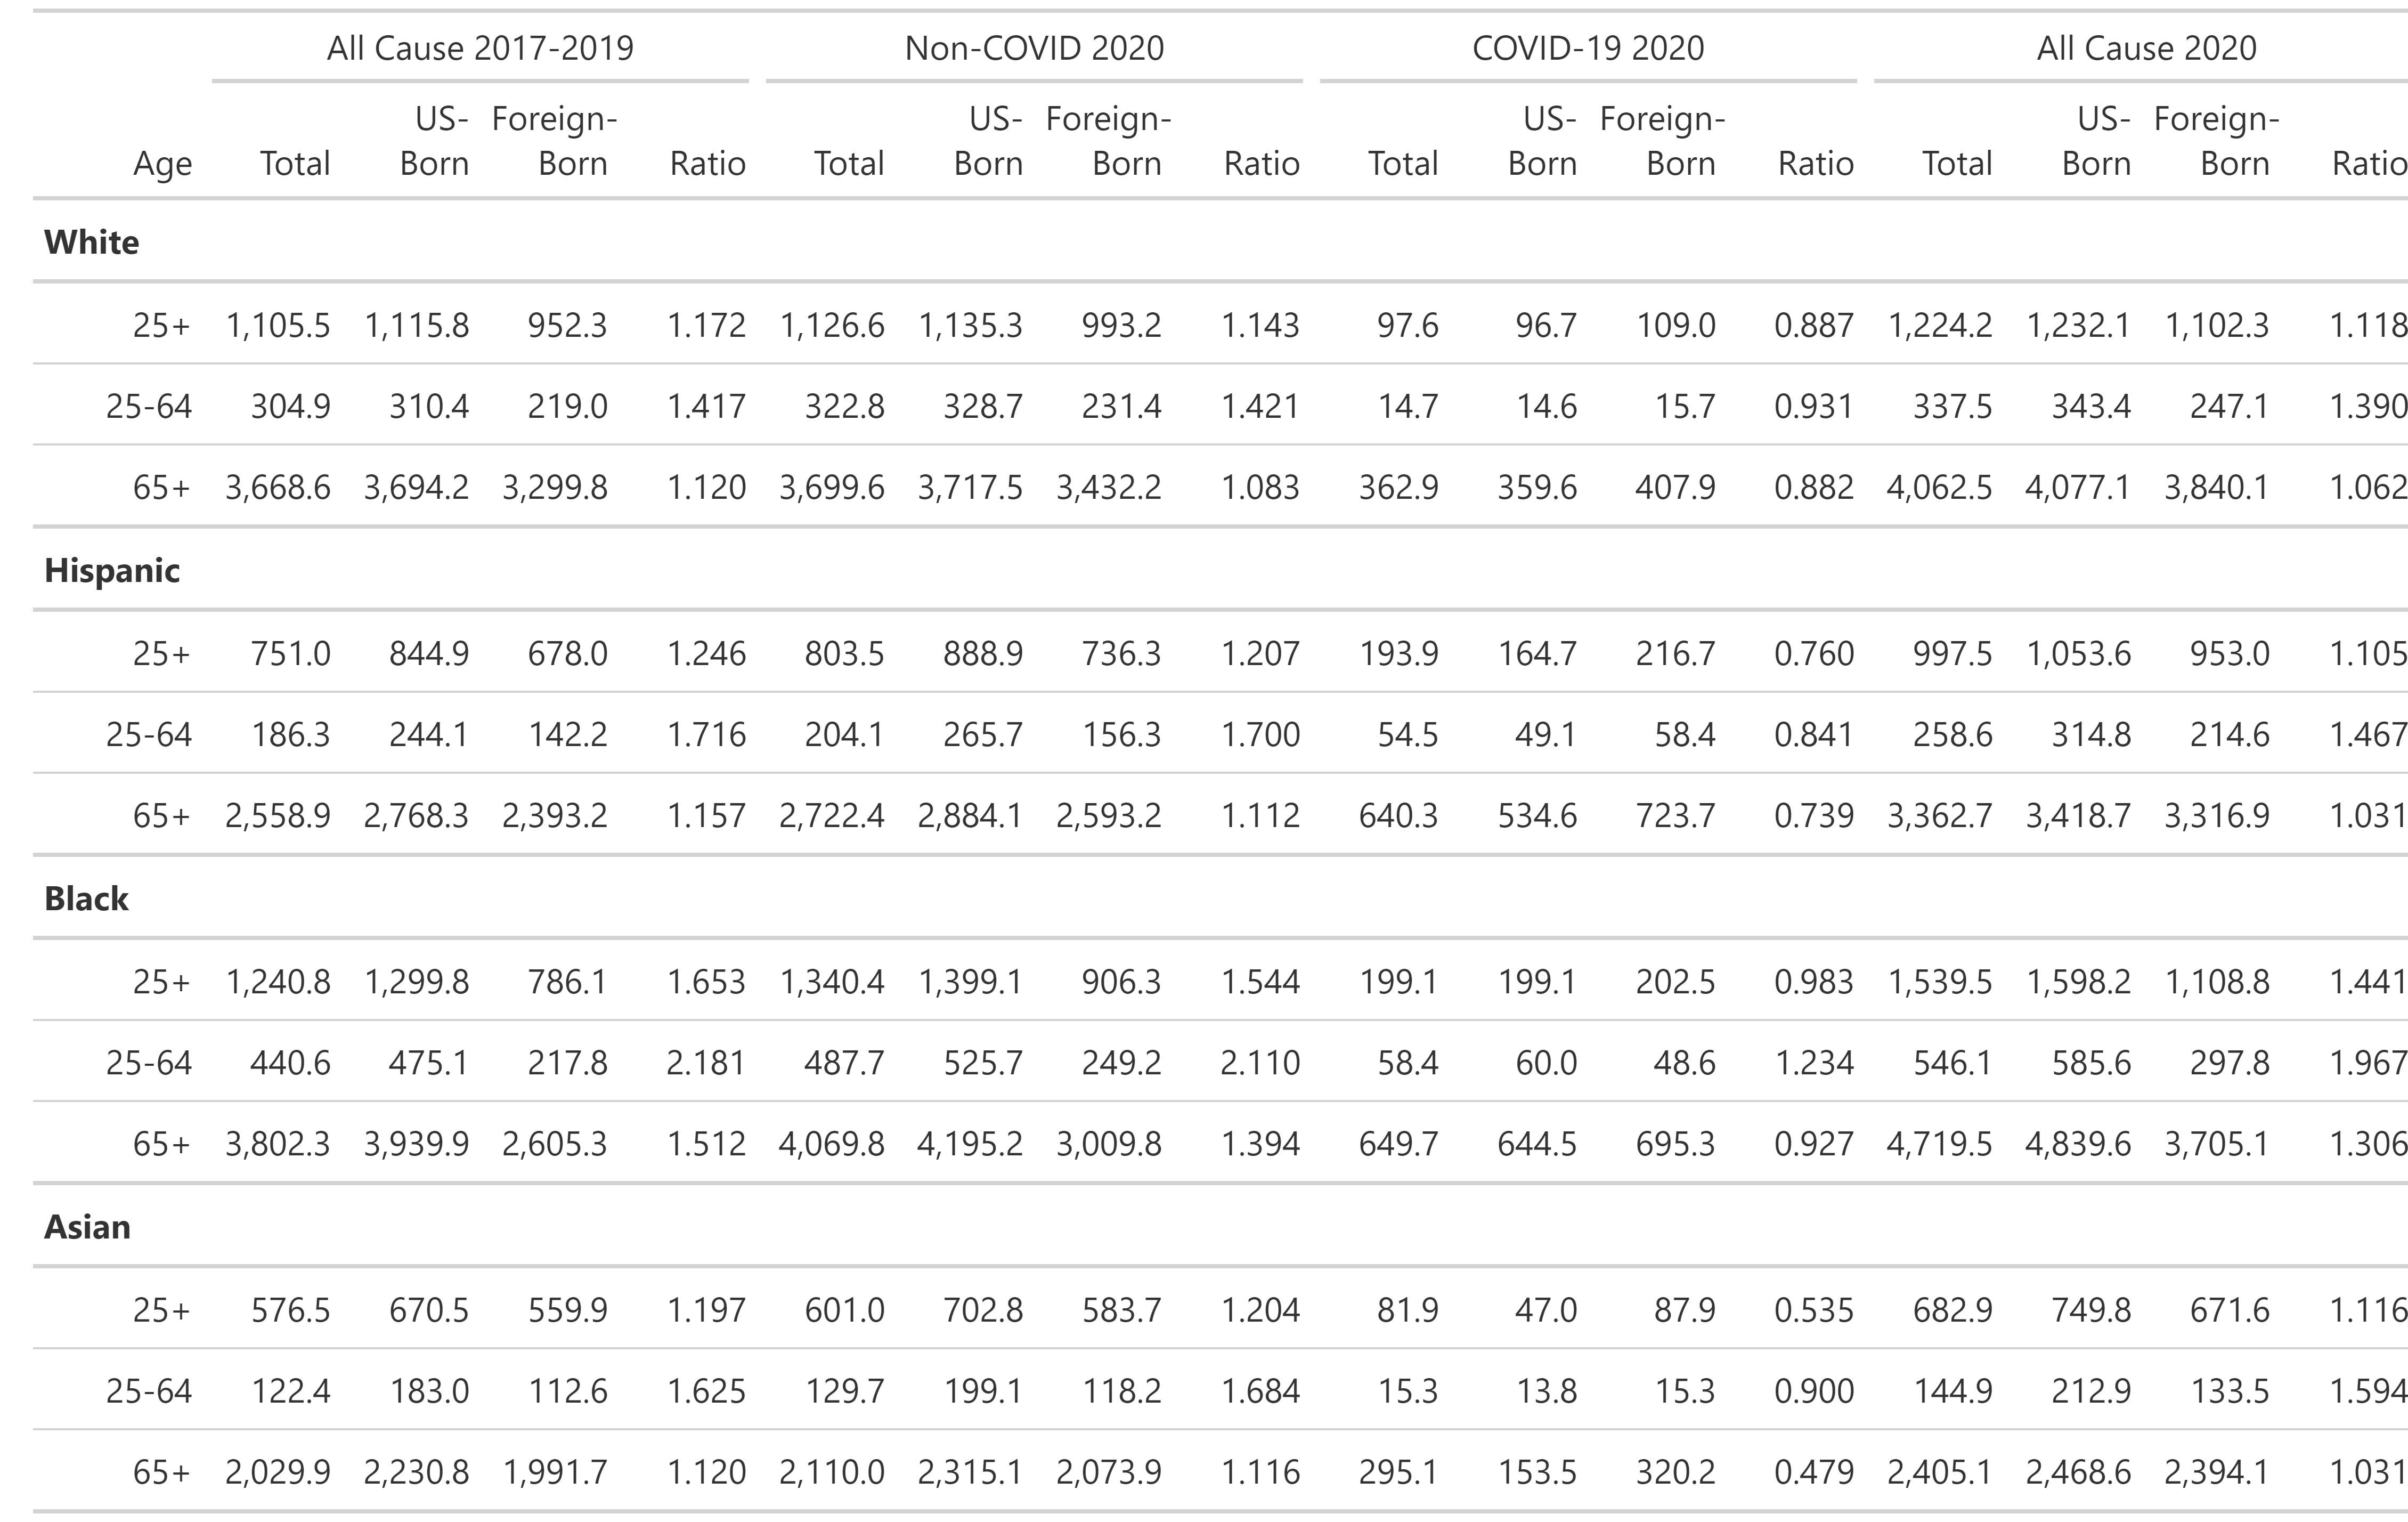 All Cause 2017-2019 Non-COVID 2020 COVID-19 2020 All Cause 2020
US- Foreign- US- Foreign- US- Foreign- US- Foreign-
Age Total Born Born Ratio Total Born Born Ratio Total Born Born Ratio Total Born Born Ratio
White
25+ 1,105.5 1,115.8 952.3 1.172 1,126.6 1,135.3 993.2 1.143 97.6 96.7 109.0 0.887 1,224.2 1,232.1 1,102.3 1.118
25-64 304.9 310.4 219.0 1.417 322.8 328.7 231.4 1.421 14.7 14.6 15.7 0.931 337.5 343.4 247.1 1.390
65+ 3,668.6 3,694.2 3,299.8 1.120 3,699.6 3,717.5 3,432.2 1.083 362.9 359.6 407.9 0.882 4,062.5 4,077.1 3,840.1 1.062
Hispanic
25+ 751.0 844.9 678.0 1.246 803.5 888.9 736.3 1.207 193.9 164.7 216.7 0.760 997.5 1,053.6 953.0 1.105
25-64 186.3 244.1 142.2 1.716 204.1 265.7 156.3 1.700 54.5 49.1 58.4 0.841 258.6 314.8 214.6 1.467
65+ 2,558.9 2,768.3 2,393.2 1.157 2,722.4 2,884.1 2,593.2 1.112 640.3 534.6 723.7 0.739 3,362.7 3,418.7 3,316.9 1.031
Black
25+ 1,240.8 1,299.8 786.1 1.653 1,340.4 1,399.1 906.3 1.544 199.1 199.1 202.5 0.983 1,539.5 1,598.2 1,108.8 1.441
25-64 440.6 475.1 217.8 2.181 487.7 525.7 249.2 2.110 58.4 60.0 48.6 1.234 546.1 585.6 297.8 1.967
65+ 3,802.3 3,939.9 2,605.3 1.512 4,069.8 4,195.2 3,009.8 1.394 649.7 644.5 695.3 0.927 4,719.5 4,839.6 3,705.1 1.306
Asian
25+ 576.5 670.5 559.9 1.197 601.0 702.8 583.7 1.204 81.9 47.0 87.9 0.535 682.9 749.8 671.6 1.116
25-64 122.4 183.0 112.6 1.625 129.7 199.1 118.2 1.684 15.3 13.8 15.3 0.900 144.9 212.9 133.5 1.594
65+ 2,029.9 2,230.8 1,991.7 1.120 2,110.0 2,315.1 2,073.9 1.116 295.1 153.5 320.2 0.479 2,405.1 2,468.6 2,394.1 1.031